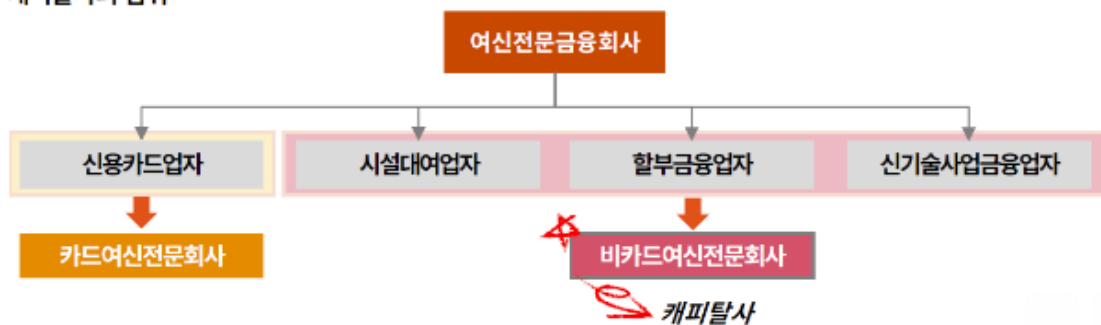 여신전문금융회사
신용카드업자
시설대여업자
할부금융업자
신기술사업금융업자
카드여신전문회사
비카드여신전문회사
캐피탈사